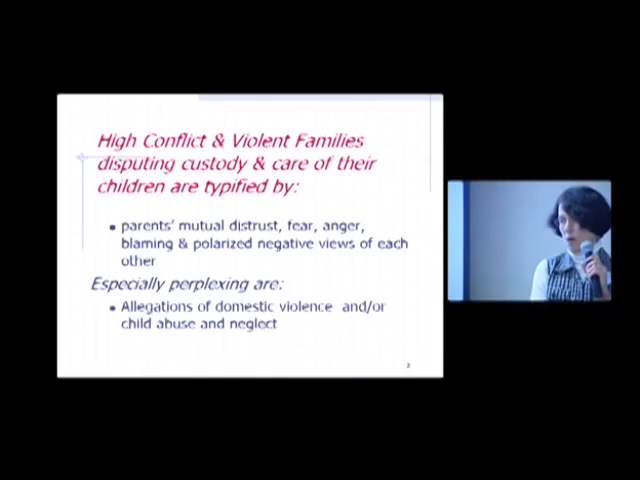 High Conflict & Violent Families
disputing custody & care of their
children are typified by:
parents' mutual distrust, fear, anger,
blaming & polarized negative views of each
other
Especially perplexing are:
Allegations of domestic violence and/or
child abuse and neglect
2